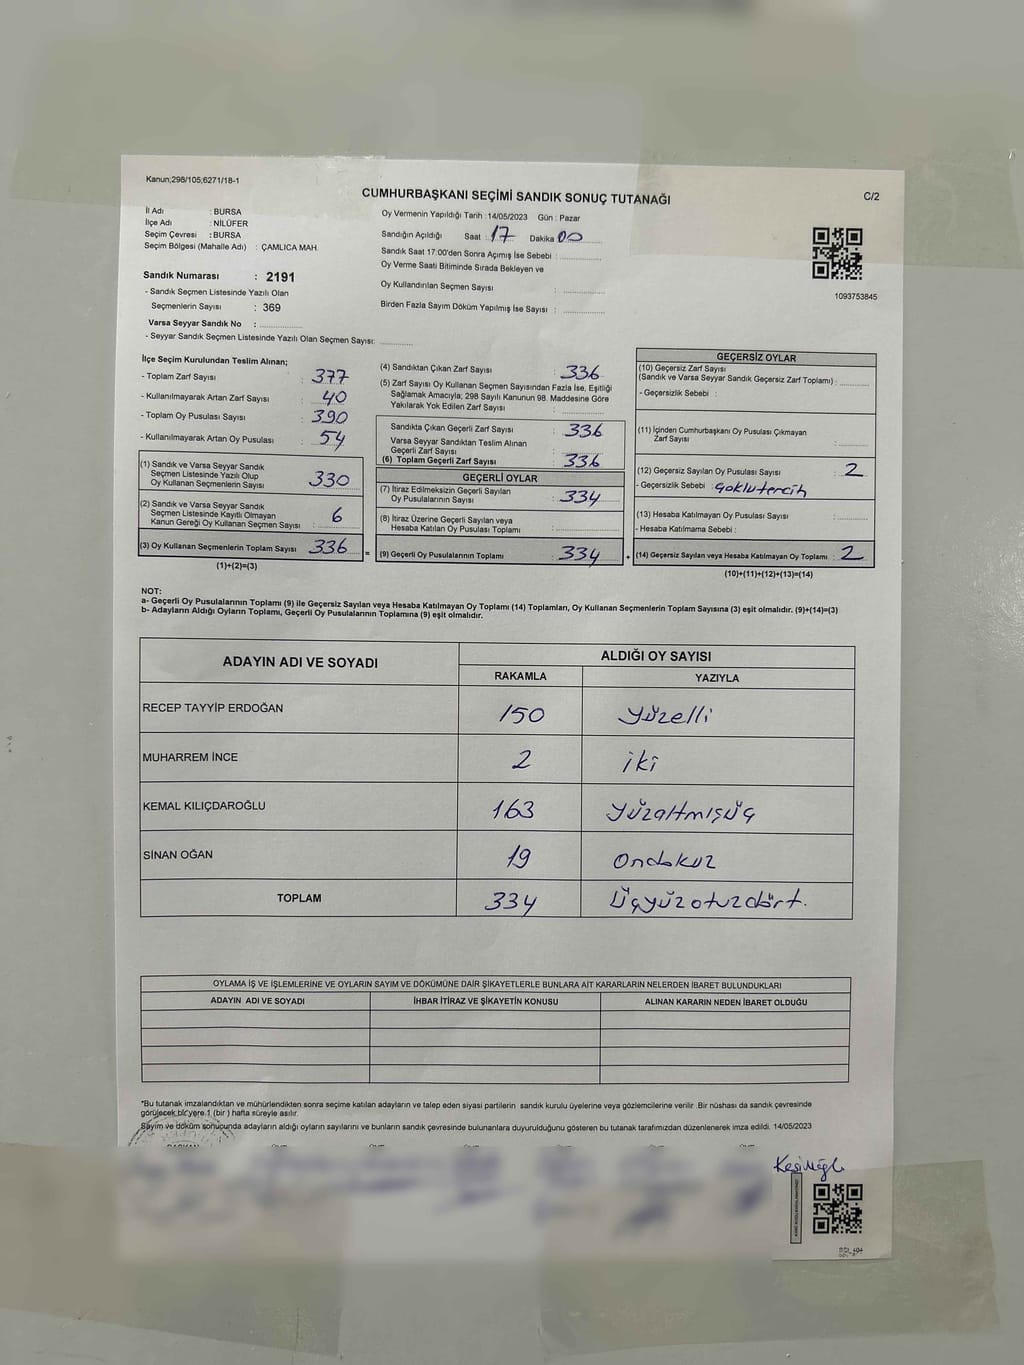 Kanun;298/105,6271/18-1
CUMHURBAŞKANI SEÇİMİ SANDIK SONUÇ TUTANAĞI
C/2
İl Adı : BURSA
İlçe Adı : NİLÜFER
Seçim Çevresi : BURSA
Seçim Bölgesi (Mahalle Adı) : ÇAMLICA MAH.
Sandık Numarası : 2191
- Sandık Seçmen Listesinde Yazılı Olan
Seçmenlerin Sayısı : 369
Varsa Seyyar Sandık No :
- Seyyar Sandık Seçmen Listesinde Yazılı Olan Seçmen Sayısı:
Oy Vermenin Yapıldığı Tarih :14/05/2023 Gün : Pazar
Sandığın Açıldığı Saat : 17 Dakika 00
Sandık Saat 17:00'den Sonra Açımış İse Sebebi :
Oy Verme Saati Bitiminde Sırada Bekleyen ve
Oy Kullandırılan Seçmen Sayısı :
Birden Fazla Sayım Döküm Yapılmış İse Sayısı :
1093753845
İlçe Seçim Kurulundan Teslim Alınan;
- Toplam Zarf Sayısı : 377
- Kullanılmayarak Artan Zarf Sayısı : 40
- Toplam Oy Pusulası Sayısı : 390
- Kullanılmayarak Artan Oy Pusulası : 54
(1) Sandık ve Varsa Seyyar Sandık
Seçmen Listesinde Yazılı Olup
Oy Kullanan Seçmenlerin Sayısı : 330
(2) Sandık ve Varsa Seyyar Sandık
Seçmen Listesinde Kayıtlı Olmayan
Kanun Gereği Oy Kullanan Seçmen Sayısı : 6
(3) Oy Kullanan Seçmenlerin Toplam Sayısı : 336
(1)+(2)=(3)
(4) Sandıktan Çıkan Zarf Sayısı : 336
(5) Zarf Sayısı Oy Kullanan Seçmen Sayısından Fazla İse, Eşitliği
Sağlamak Amacıyla; 298 Sayılı Kanunun 98. Maddesine Göre
Yakılarak Yok Edilen Zarf Sayısı :
Sandıkta Çıkan Geçerli Zarf Sayısı : 336
Varsa Seyyar Sandıktan Teslim Alınan
Geçerli Zarf Sayısı :
(6) Toplam Geçerli Zarf Sayısı : 336
GEÇERLİ OYLAR
(7) İtiraz Edilmeksizin Geçerli Sayılan
Oy Pusulalarının Sayısı : 334
(8) İtiraz Üzerine Geçerli Sayılan veya
Hesaba Katılan Oy Pusulası Toplamı :
= (9) Geçerli Oy Pusulalarının Toplamı : 334
GEÇERSİZ OYLAR
(10) Geçersiz Zarf Sayısı
(Sandık ve Varsa Seyyar Sandık Geçersiz Zarf Toplamı) :
- Geçersizlik Sebebi :
(11) İçinden Cumhurbaşkanı Oy Pusulası Çıkmayan
Zarf Sayısı :
(12) Geçersiz Sayılan Oy Pusulası Sayısı : 2
- Geçersizlik Sebebi : Çoklu tercih
(13) Hesaba Katılmayan Oy Pusulası Sayısı :
- Hesaba Katılmama Sebebi :
+ (14) Geçersiz Sayılan veya Hesaba Katılmayan Oy Toplamı : 2
(10)+(11)+(12)+(13)=(14)
NOT:
a- Geçerli Oy Pusulalarının Toplamı (9) ile Geçersiz Sayılan veya Hesaba Katılmayan Oy Toplamı (14) Toplamları, Oy Kullanan Seçmenlerin Toplam Sayısına (3) eşit olmalıdır. (9)+(14)=(3)
b- Adayların Aldığı Oyların Toplamı, Geçerli Oy Pusulalarının Toplamına (9) eşit olmalıdır.
ADAYIN ADI VE SOYADI
ALDIĞI OY SAYISI
RAKAMLA YAZIYLA
RECEP TAYYİP ERDOĞAN 150 Yüzelli
MUHARREM İNCE 2 iki
KEMAL KILIÇDAROĞLU 163 Yüzaltmışüç
SİNAN OĞAN 19 Ondokuz
TOPLAM 334 Üçyüzotuzdört.
OYLAMA İŞ VE İŞLEMLERİNE VE OYLARIN SAYIM VE DÖKÜMÜNE DAİR ŞİKAYETLERLE BUNLARA AİT KARARLARIN NELERDEN İBARET BULUNDUKLARI
ADAYIN ADI VE SOYADI İHBAR İTİRAZ VE ŞİKAYETİN KONUSU ALINAN KARARIN NEDEN İBARET OLDUĞU
*Bu tutanak imzalandıktan ve mühürlendikten sonra seçime katılan adayların ve talep eden siyasi partilerin sandık kurulu üyelerine veya gözlemcilerine verilir. Bir nüshası da sandık çevresinde
görülecek bir yere 1 (bir) hafta süreyle asılır.
Sayım ve döküm sonucunda adayların aldığı oyların sayılarını ve bunların sandık çevresinde bulunanlara duyurulduğunu gösteren bu tutanak tarafımızdan düzenlenerek imza edildi. 14/05/2023